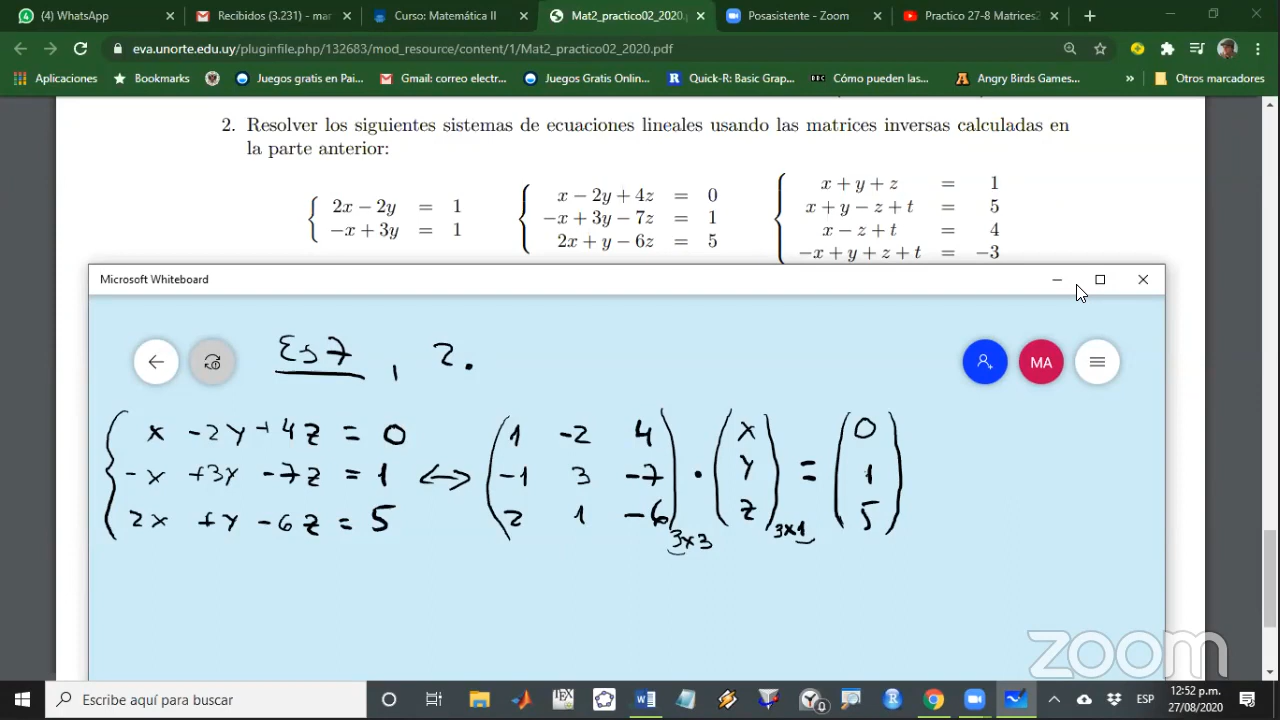 (4) WhatsApp
Recibidos (3.231) - mar
Curso: Matemática II
Mat2_practico02_2020.
Posasistente - Zoom
Practico 27-8 Matrices2
eva.unorte.edu.uy/pluginfile.php/132683/mod_resource/content/1/Mat2_practico02_2020.pdf
Aplicaciones
Bookmarks
Juegos gratis en Pai...
Gmail: correo electr...
Juegos Gratis Online...
Quick-R: Basic Grap...
Cómo pueden las...
Angry Birds Games...
»
Otros marcadores
2. Resolver los siguientes sistemas de ecuaciones lineales usando las matrices inversas calculadas en
la parte anterior:
2x − 2y = 1
−x + 3y = 1
x − 2y + 4z = 0
−x + 3y − 7z = 1
2x + y − 6z = 5
x + y + z = 1
x + y − z + t = 5
x − z + t = 4
−x + y + z + t = −3
Microsoft Whiteboard
Ej 7, 2.
MA
x -2y +4z = 0 ↔ (1 -2 4) (x) (0)
-x +3y -7z = 1 (-1 3 -7) · (y) = (1)
2x +y -6z = 5 (2 1 -6) 3x3 (z) 3x1 (5)
zoom
Escribe aquí para buscar
ESP
12:52 p.m.
27/08/2020